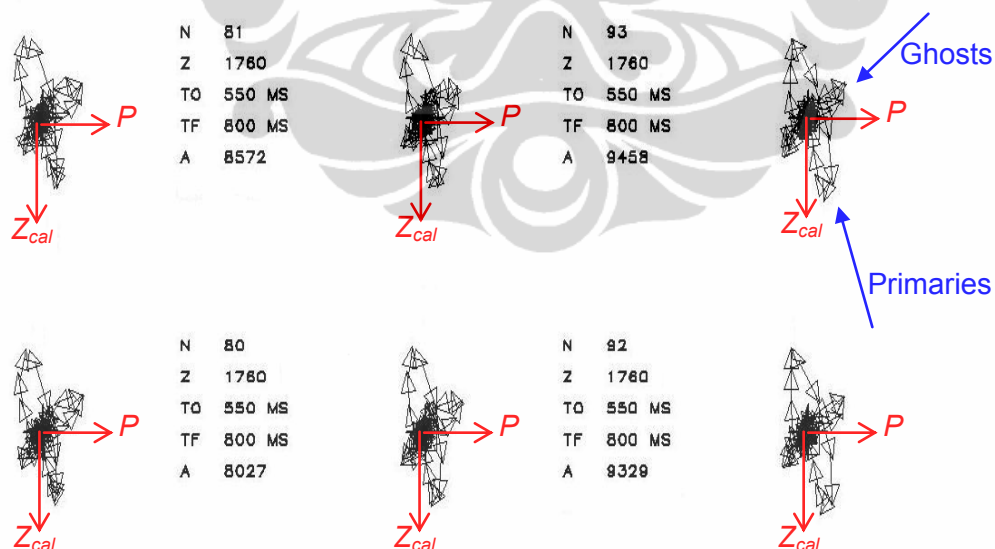 N 81
Z 1760
TO 550 MS
TF 800 MS
A 8572
N 93
Z 1760
TO 550 MS
TF 800 MS
A 9458
Ghosts
P
P
P
Zcal
Zcal
Zcal
Primaries
N 80
Z 1760
TO 550 MS
TF 800 MS
A 8027
N 92
Z 1760
TO 550 MS
TF 800 MS
A 9329
P
P
P
Zcal
Zcal
Zcal